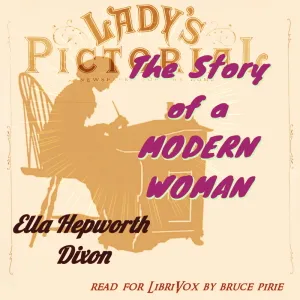 LADY'S
PICTORIAL
The Story
of a
MODERN
WOMAN
Ella Hepworth
Dixon
READ FOR LIBRIVOX BY BRUCE PIRIE